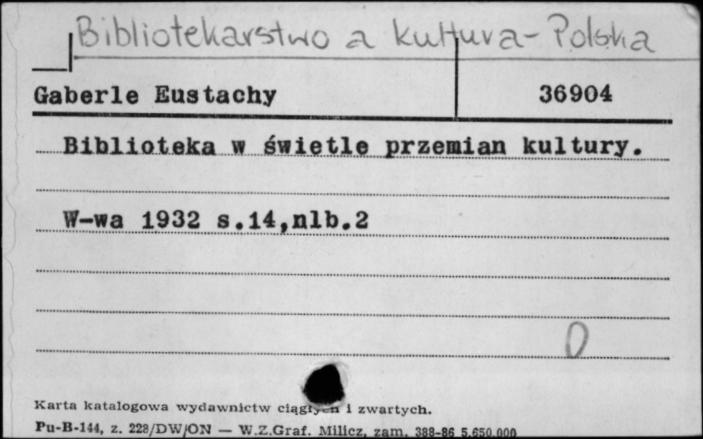 Bibliotekarstwo a kultura - Polska
Gaberle Eustachy 36904
Biblioteka w świetle przemian kultury.
W-wa 1932 s.14,nlb.2
0
Karta katalogowa wydawnictw ciągłych i zwartych.
Pu-B-144, z. 228/DW/ON — W.Z.Graf. Milicz, zam. 388-86 5.650.000